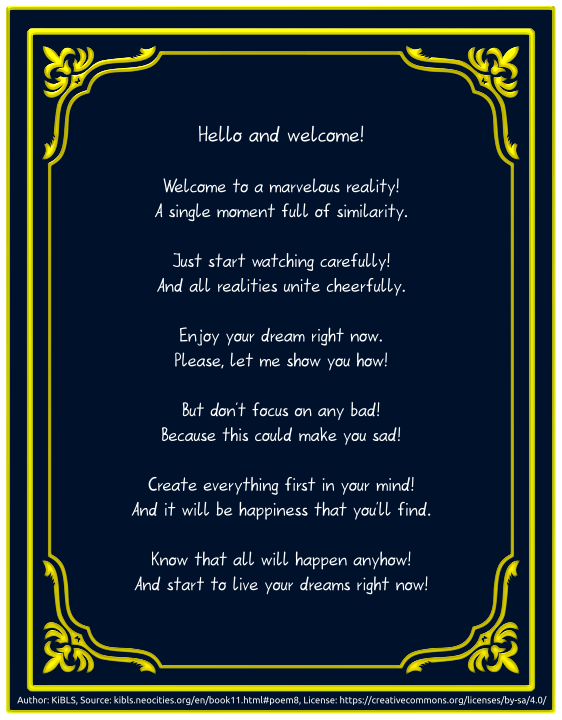 Hello and welcome!
Welcome to a marvelous reality!
A single moment full of similarity.
Just start watching carefully!
And all realities unite cheerfully.
Enjoy your dream right now.
Please, let me show you how!
But don't focus on any bad!
Because this could make you sad!
Create everything first in your mind!
And it will be happiness that you'll find.
Know that all will happen anyhow!
And start to live your dreams right now!
Author: KiBLS, Source: kibls.neocities.org/en/book11.html#poem8, License: https://creativecommons.org/licenses/by-sa/4.0/